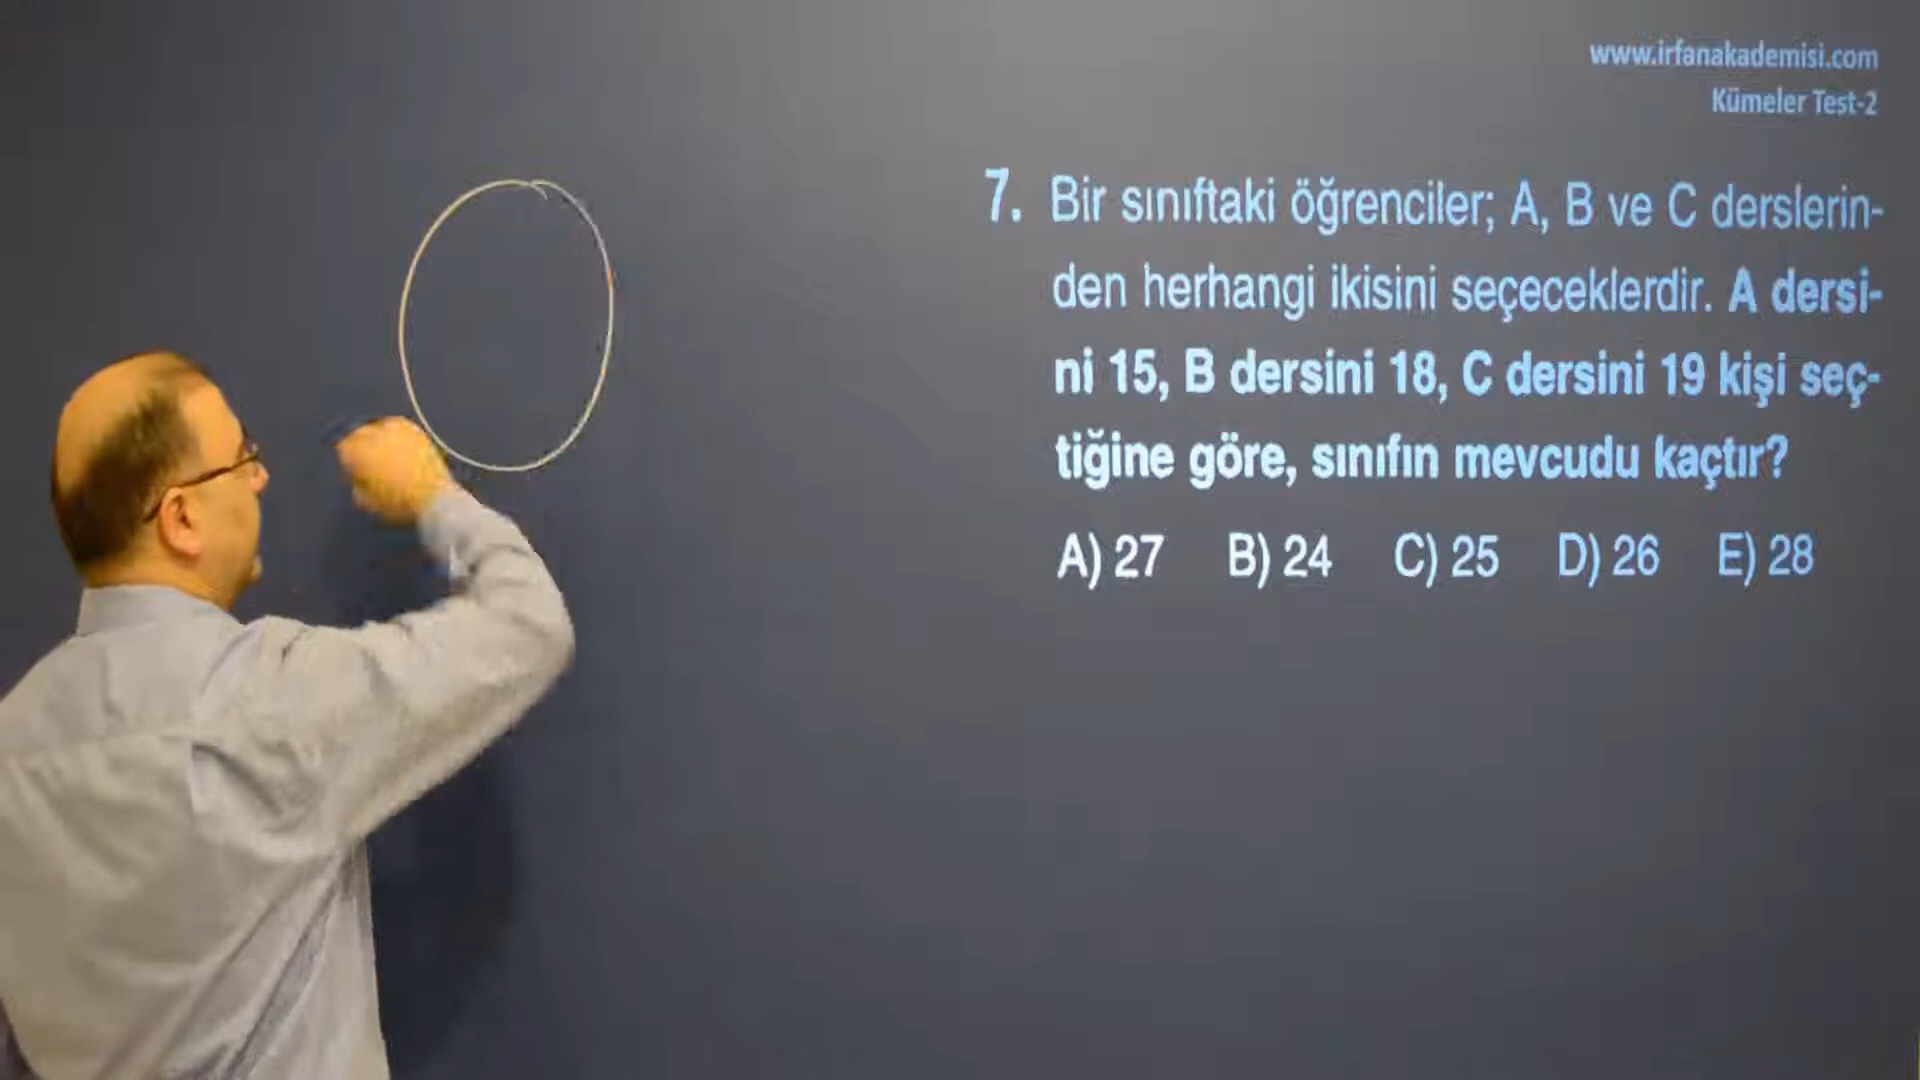 www.irfanakademisi.com
Kümeler Test-2
7. Bir sınıftaki öğrenciler; A, B ve C derslerin-
den herhangi ikisini seçeceklerdir. A dersi-
ni 15, B dersini 18, C dersini 19 kişi seç-
tiğine göre, sınıfın mevcudu kaçtır?
A) 27 B) 24 C) 25 D) 26 E) 28